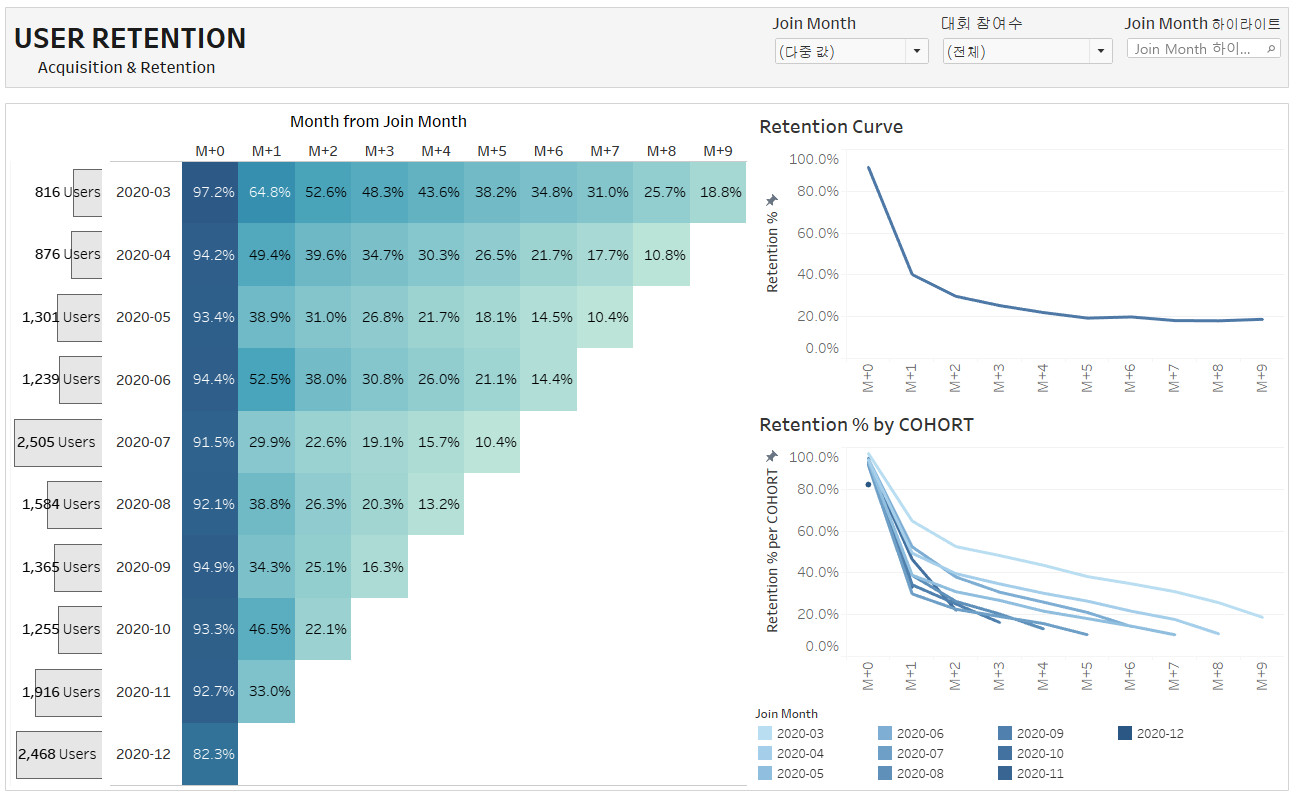 USER RETENTION
Acquisition & Retention
Join Month
(다중 값)
대회 참여수
(전체)
Join Month 하이라이트
Join Month 하이...
Month from Join Month
M+0 M+1 M+2 M+3 M+4 M+5 M+6 M+7 M+8 M+9
816 Users 2020-03 97.2% 64.8% 52.6% 48.3% 43.6% 38.2% 34.8% 31.0% 25.7% 18.8%
876 Users 2020-04 94.2% 49.4% 39.6% 34.7% 30.3% 26.5% 21.7% 17.7% 10.8%
1,301 Users 2020-05 93.4% 38.9% 31.0% 26.8% 21.7% 18.1% 14.5% 10.4%
1,239 Users 2020-06 94.4% 52.5% 38.0% 30.8% 26.0% 21.1% 14.4%
2,505 Users 2020-07 91.5% 29.9% 22.6% 19.1% 15.7% 10.4%
1,584 Users 2020-08 92.1% 38.8% 26.3% 20.3% 13.2%
1,365 Users 2020-09 94.9% 34.3% 25.1% 16.3%
1,255 Users 2020-10 93.3% 46.5% 22.1%
1,916 Users 2020-11 92.7% 33.0%
2,468 Users 2020-12 82.3%
Retention Curve
Retention %
100.0%
80.0%
60.0%
40.0%
20.0%
0.0%
M+0 M+1 M+2 M+3 M+4 M+5 M+6 M+7 M+8 M+9
Retention % by COHORT
Retention % per COHORT
100.0%
80.0%
60.0%
40.0%
20.0%
0.0%
M+0 M+1 M+2 M+3 M+4 M+5 M+6 M+7 M+8 M+9
Join Month
2020-03 2020-06 2020-09 2020-12
2020-04 2020-07 2020-10
2020-05 2020-08 2020-11